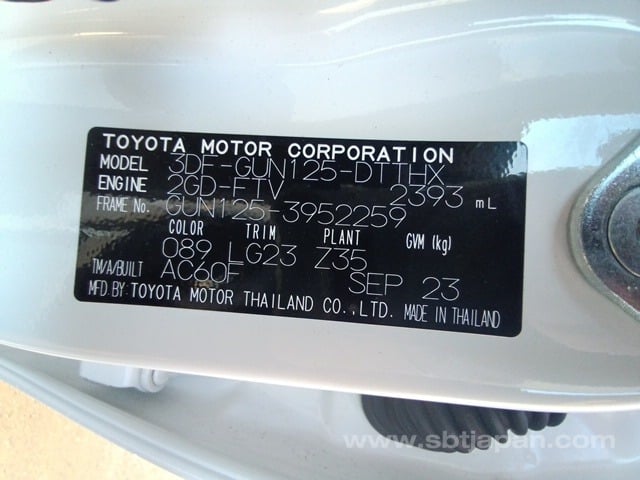 TOYOTA MOTOR CORPORATION
MODEL 3DF-GUN125-DTTHX
ENGINE 2GD-FTV 2393 mL
FRAME No. GUN125-3952259
COLOR TRIM PLANT GVM (kg)
089 LG23 Z35
TM/A/BUILT AC60F SEP 23
MFD.BY TOYOTA MOTOR THAILAND CO.,LTD. MADE IN THAILAND
www.sbtjapan.com